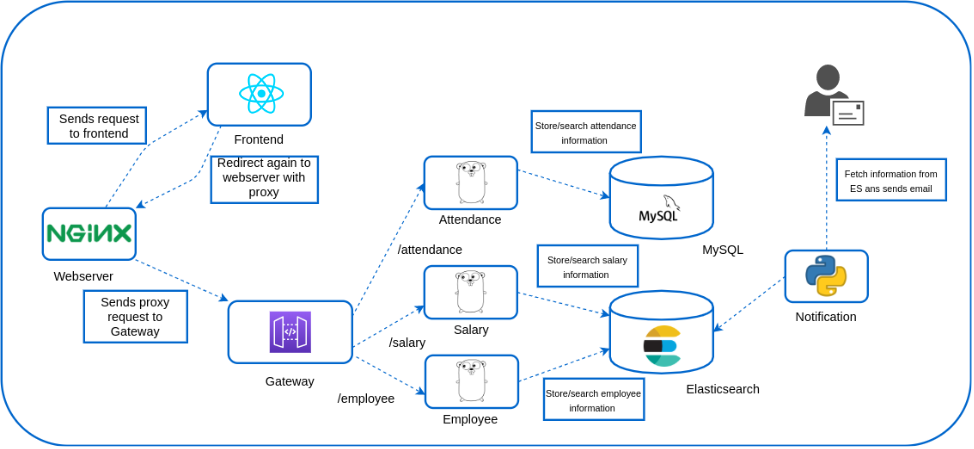 Sends request
to frontend
Frontend
Redirect again to
webserver with
proxy
NGINX
Webserver
Sends proxy
request to
Gateway
</>
Gateway
/attendance
/salary
/employee
Attendance
Salary
Employee
Store/search attendance
information
MySQL
MySQL
Store/search salary
information
Store/search employee
information
Elasticsearch
Fetch information from
ES ans sends email
Notification